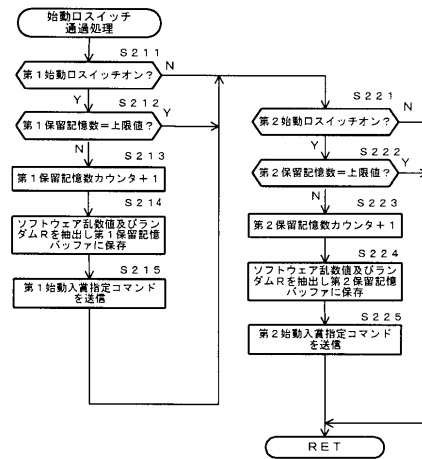 始動口スイッチ
通過処理
S211
第1始動口スイッチオン?
N
Y
S212
第1保留記憶数=上限値?
Y
N
S213
第1保留記憶数カウンタ+1
S214
ソフトウェア乱数値及びラン
ダムRを抽出し第1保留記憶
バッファに保存
S215
第1始動入賞指定コマンド
を送信
S221
第2始動口スイッチオン?
N
Y
S222
第2保留記憶数=上限値?
Y
N
S223
第2保留記憶数カウンタ+1
S224
ソフトウェア乱数値及びラン
ダムRを抽出し第2保留記憶
バッファに保存
S225
第2始動入賞指定コマンド
を送信
RET